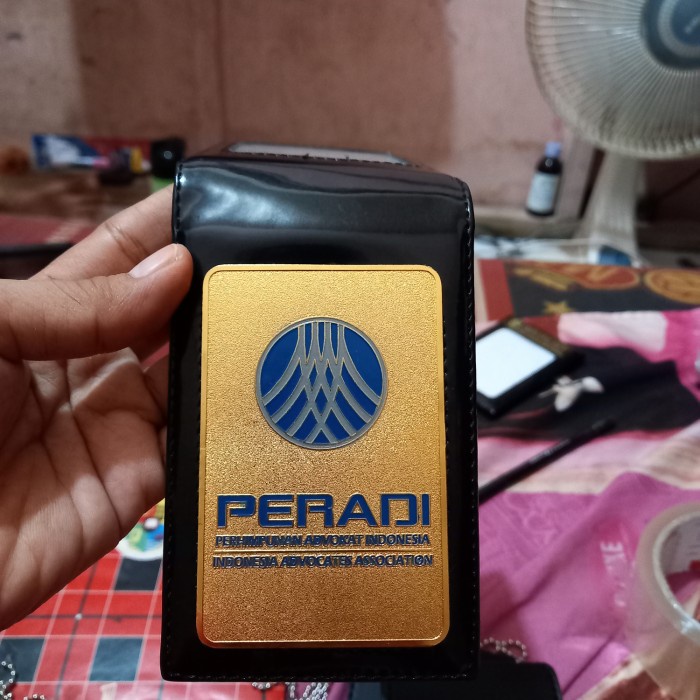 PERADI
PERHIMPUNAN ADVOKAT INDONESIA
INDONESIA ADVOCATES ASSOCIATION